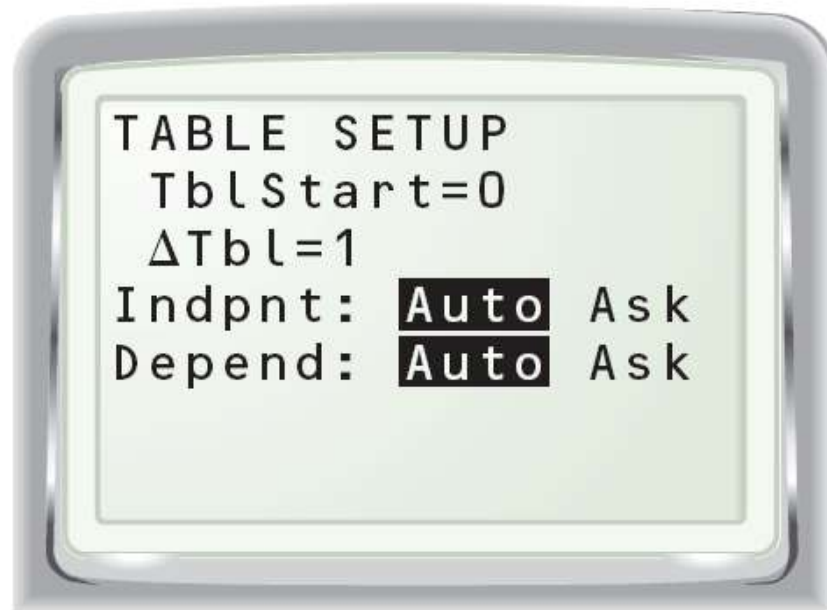 TABLE SETUP
TblStart=0
ΔTbl=1
Indpnt: Auto Ask
Depend: Auto Ask